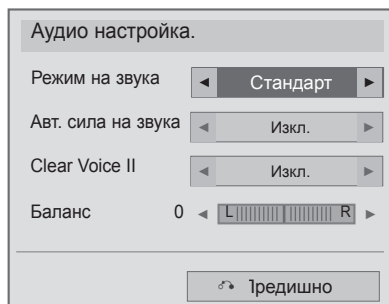 Аудио настройка.
Режим на звука ◄ Стандарт ►
Авт. сила на звука ◄ Изкл. ►
Clear Voice II ◄ Изкл. ►
Баланс 0 ◄ L R ►
Предишно